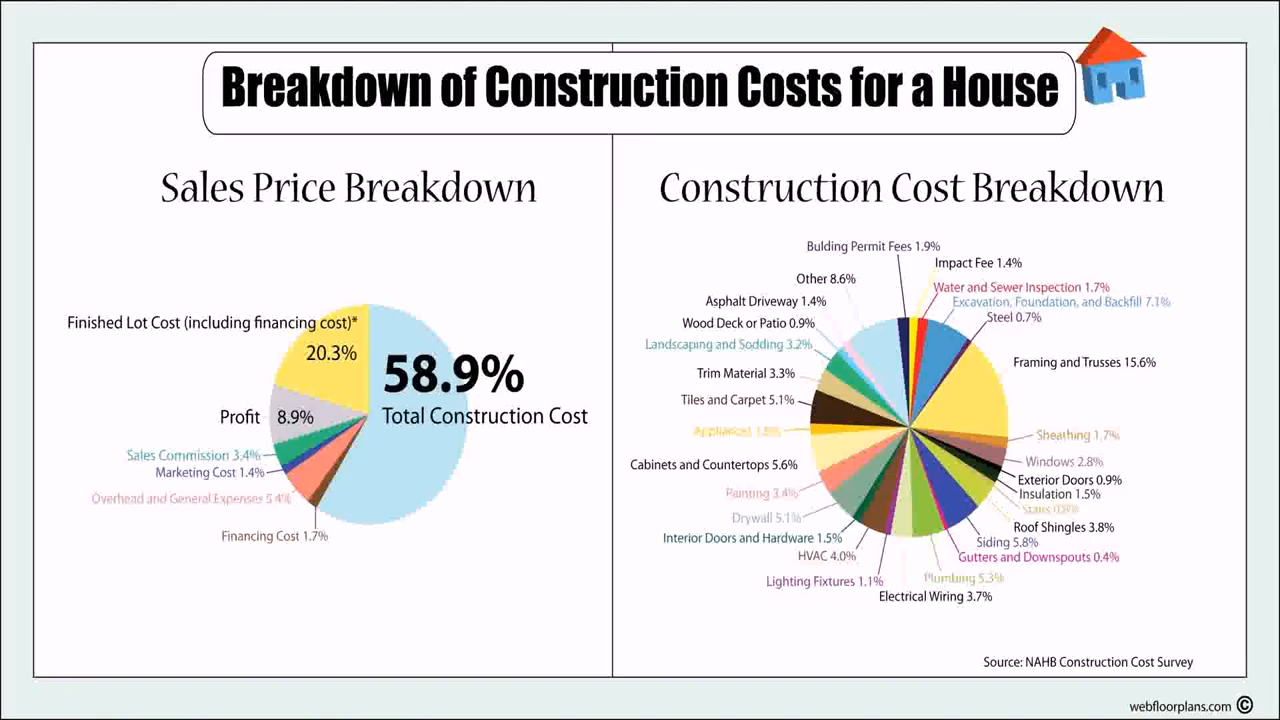 Breakdown of Construction Costs for a House
Sales Price Breakdown
Finished Lot Cost (including financing cost)*
20.3%
58.9%
Total Construction Cost
Profit 8.9%
Sales Commission 3.4%
Marketing Cost 1.4%
Overhead and General Expenses 5.4%
Financing Cost 1.7%
Construction Cost Breakdown
Bulding Permit Fees 1.9%
Impact Fee 1.4%
Other 8.6%
Water and Sewer Inspection 1.7%
Asphalt Driveway 1.4%
Excavation, Foundation, and Backfill 7.1%
Steel 0.7%
Wood Deck or Patio 0.9%
Landscaping and Sodding 3.2%
Framing and Trusses 15.6%
Trim Material 3.3%
Tiles and Carpet 5.1%
Appliances
Sheathing 1.7%
Windows 2.8%
Cabinets and Countertops 5.6%
Exterior Doors 0.9%
Insulation 1.5%
Painting 3.4%
Stairs
Drywall 5.1%
Roof Shingles 3.8%
Interior Doors and Hardware 1.5%
Siding 5.8%
HVAC 4.0%
Gutters and Downspouts 0.4%
Lighting Fixtures 1.1%
Plumbing 5.3%
Electrical Wiring 3.7%
Source: NAHB Construction Cost Survey
webfloorplans.com ©